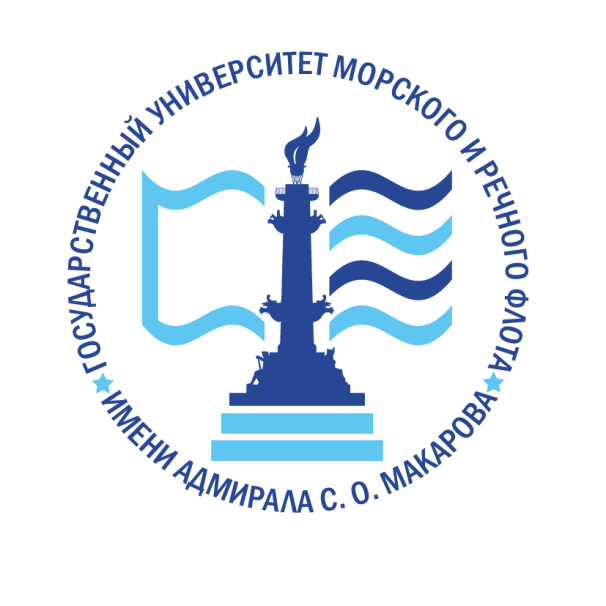 ГОСУДАРСТВЕННЫЙ УНИВЕРСИТЕТ МОРСКОГО И РЕЧНОГО ФЛОТА
ИМЕНИ АДМИРАЛА С. О. МАКАРОВА